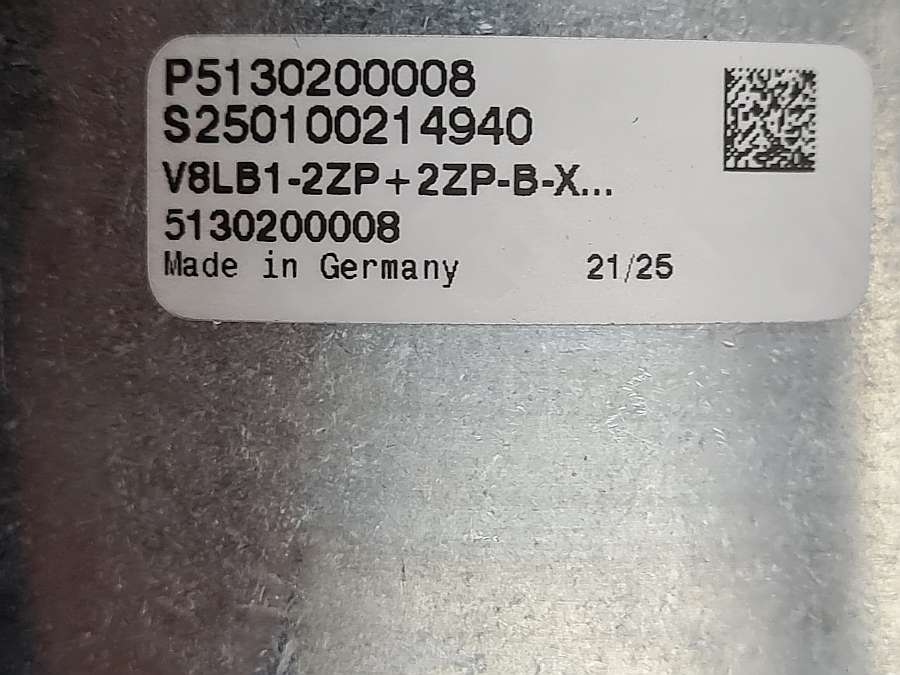 P5130200008
S250100214940
V8LB1-2ZP+2ZP-B-X...
5130200008
Made in Germany 21/25